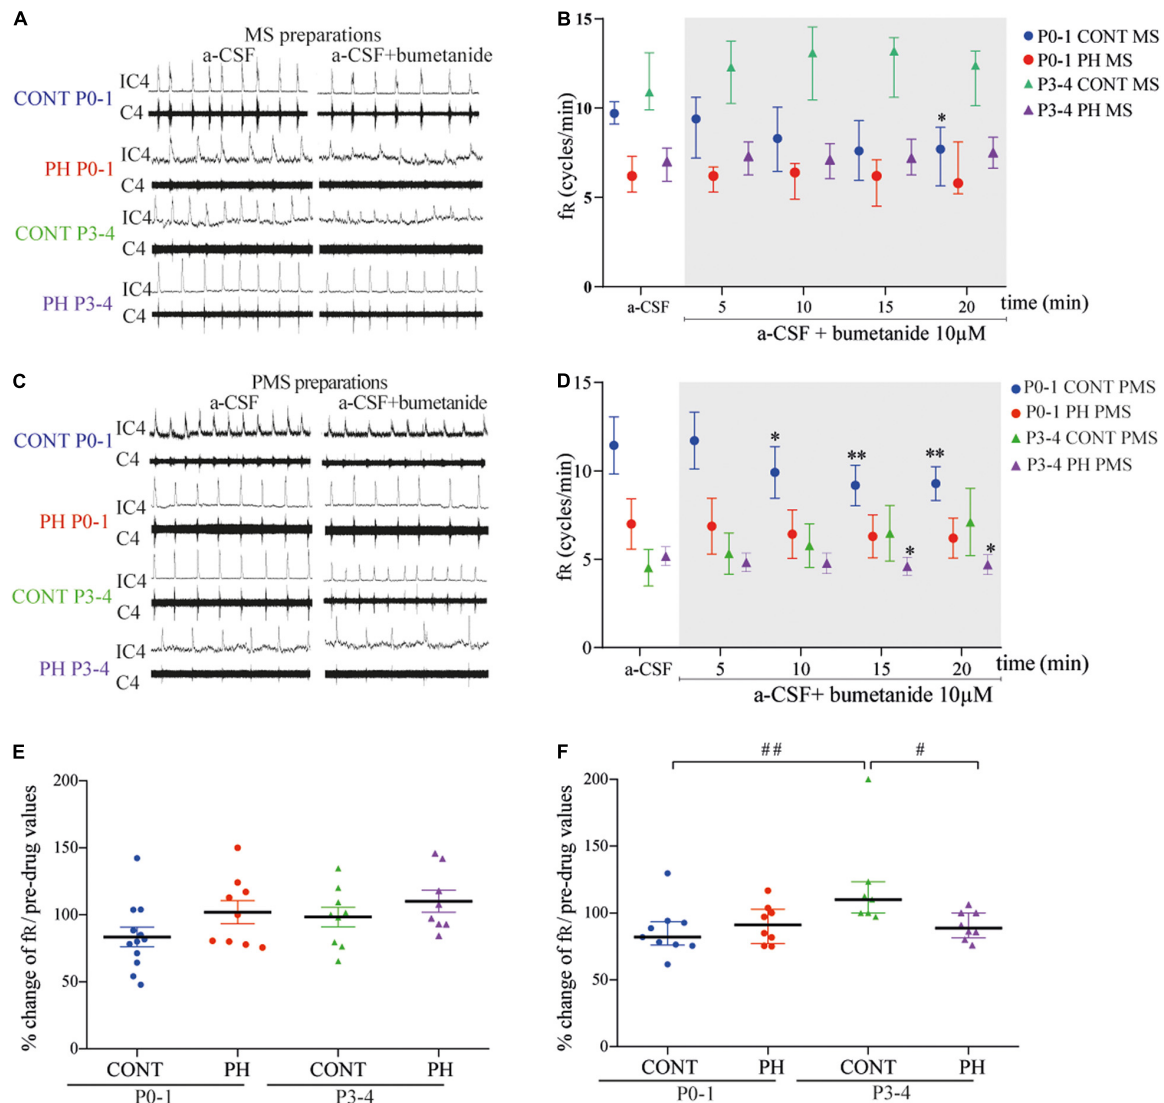 A
MS preparations
a-CSF
a-CSF+bumetanide
CONT P0-1
IC4
C4
PH P0-1
IC4
C4
CONT P3-4
IC4
C4
PH P3-4
IC4
C4
B
15
10
5
0
fR (cycles/min)
*
a-CSF
5
10
15
20
time (min)
a-CSF + bumetanide 10µM
P0-1 CONT MS
P0-1 PH MS
P3-4 CONT MS
P3-4 PH MS
C
PMS preparations
a-CSF
a-CSF+bumetanide
CONT P0-1
IC4
C4
PH P0-1
IC4
C4
CONT P3-4
IC4
C4
PH P3-4
IC4
C4
D
15
10
5
0
fR (cycles/min)
*
**
**
*
*
a-CSF
5
10
15
20
time (min)
a-CSF+ bumetanide 10µM
P0-1 CONT PMS
P0-1 PH PMS
P3-4 CONT PMS
P3-4 PH PMS
E
200
150
100
50
0
% change of fR/ pre-drug values
CONT
PH
CONT
PH
P0-1
P3-4
F
##
#
200
150
100
50
0
% change of fR/ pre-drug values
CONT
PH
CONT
PH
P0-1
P3-4